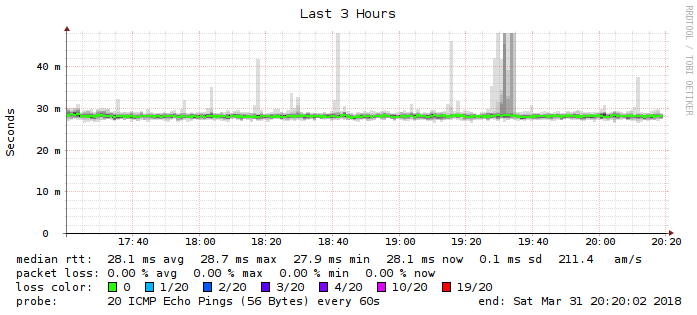 Last 3 Hours
RRDTOOL / TOBI OETIKER
Seconds
40 m
30 m
20 m
10 m
0
17:40 18:00 18:20 18:40 19:00 19:20 19:40 20:00 20:20
median rtt: 28.1 ms avg 28.7 ms max 27.9 ms min 28.1 ms now 0.1 ms sd 211.4 am/s
packet loss: 0.00 % avg 0.00 % max 0.00 % min 0.00 % now
loss color: 0 1/20 2/20 3/20 4/20 10/20 19/20
probe: 20 ICMP Echo Pings (56 Bytes) every 60s end: Sat Mar 31 20:20:02 2018